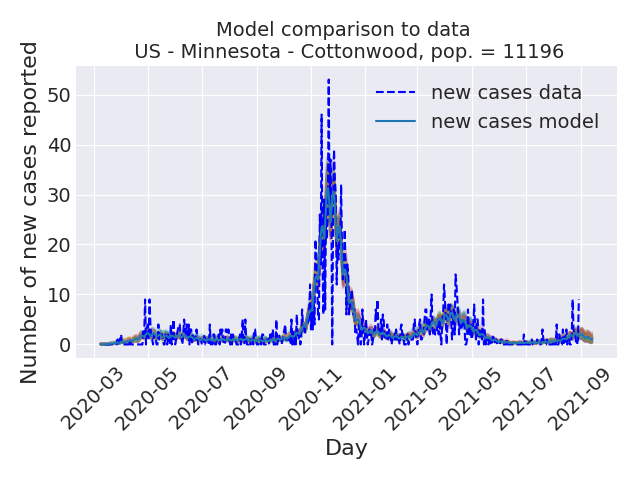 Model comparison to data
US - Minnesota - Cottonwood, pop. = 11196
Number of new cases reported
50
40
30
20
10
0
new cases data
new cases model
2020-03
2020-05
2020-07
2020-09
2020-11
2021-01
2021-03
2021-05
2021-07
2021-09
Day